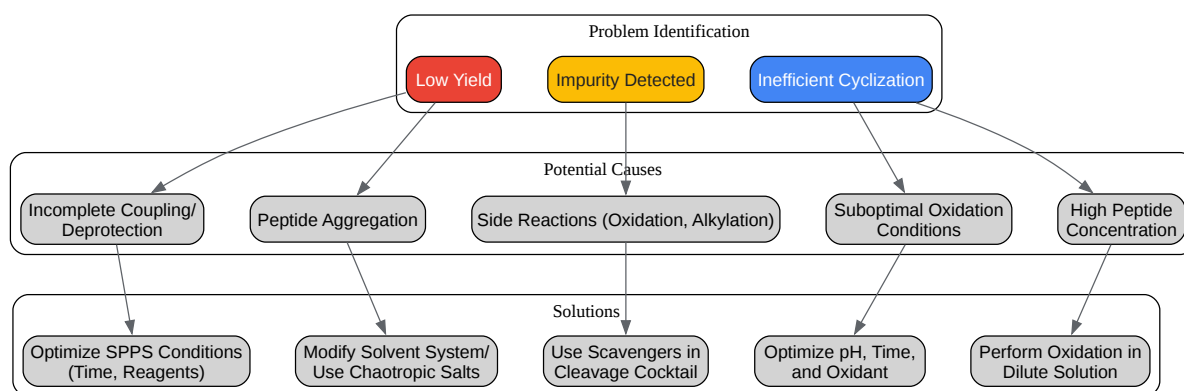 Problem Identification
Low Yield
Impurity Detected
Inefficient Cyclization
Potential Causes
Incomplete Coupling/
Deprotection
Peptide Aggregation
Side Reactions (Oxidation, Alkylation)
Suboptimal Oxidation
Conditions
High Peptide
Concentration
Solutions
Optimize SPPS Conditions
(Time, Reagents)
Modify Solvent System/
Use Chaotropic Salts
Use Scavengers in
Cleavage Cocktail
Optimize pH, Time,
and Oxidant
Perform Oxidation in
Dilute Solution